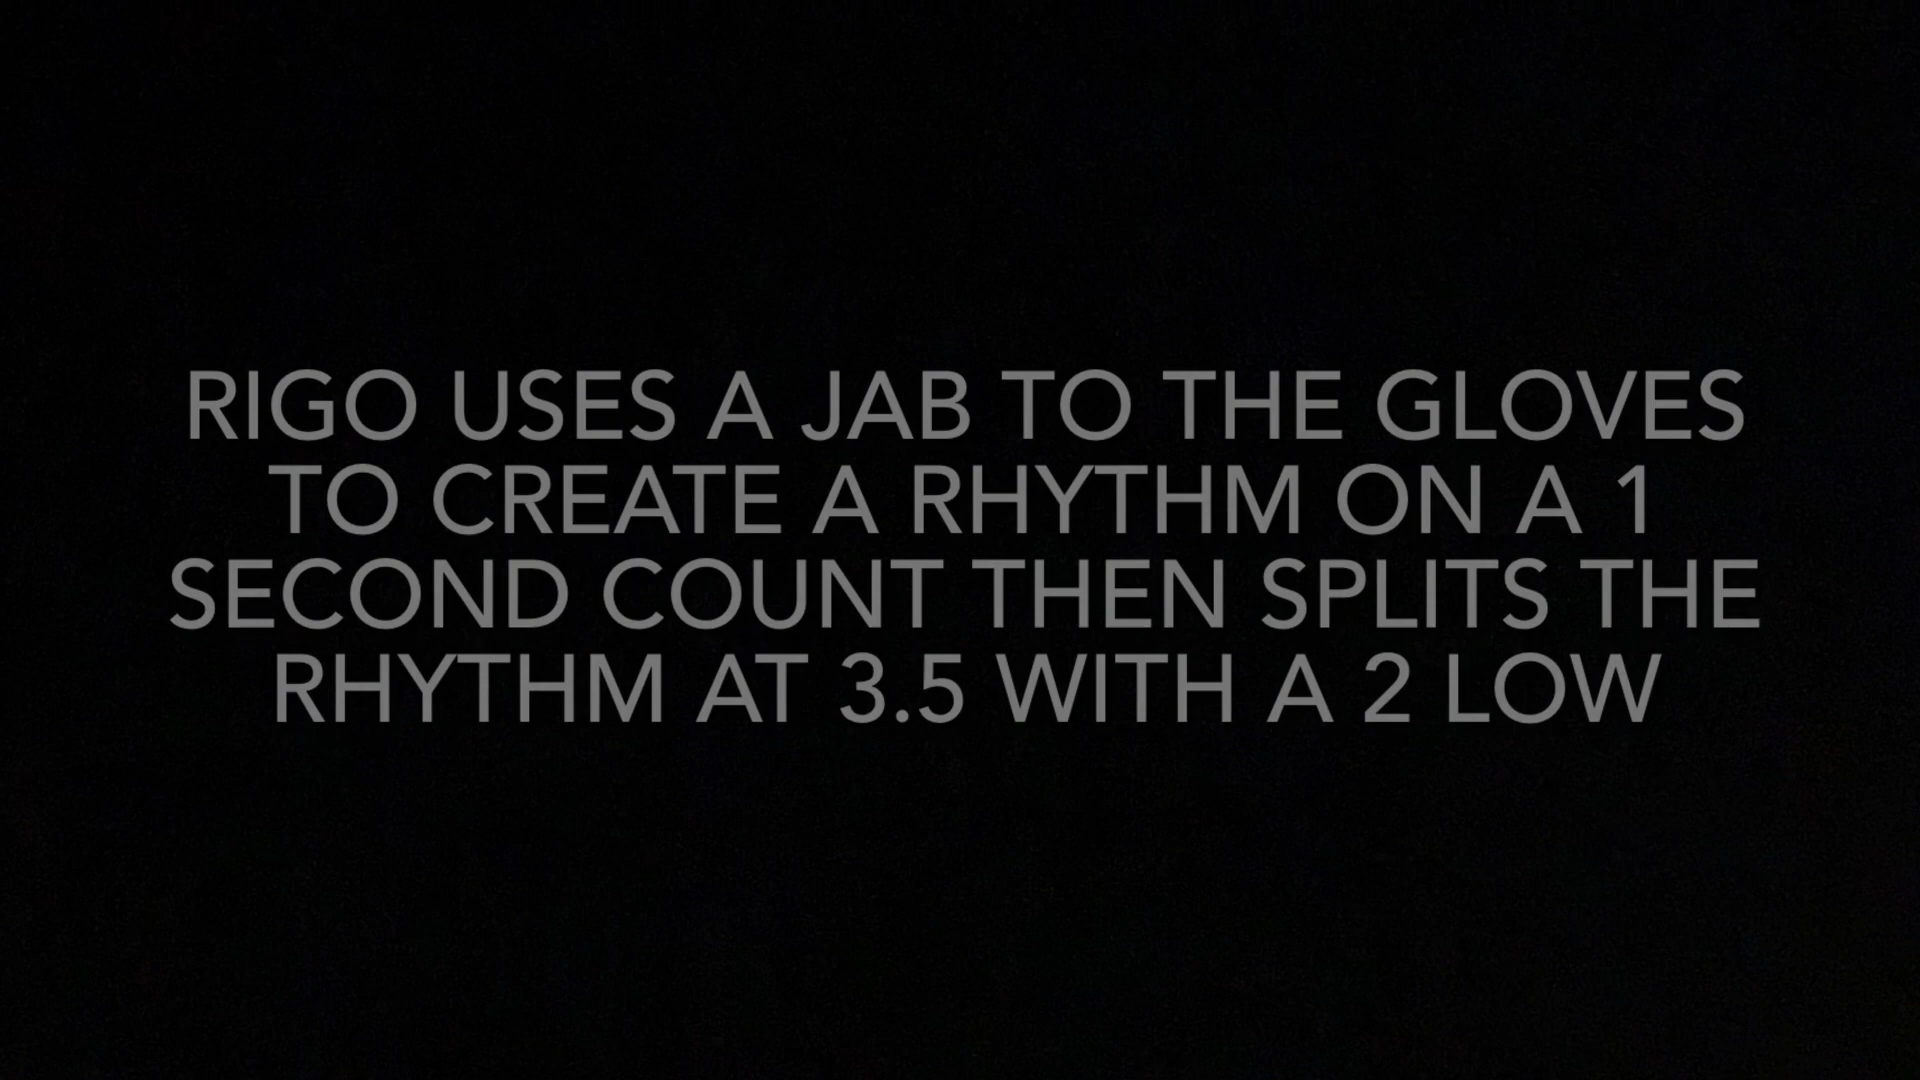 RIGO USES A JAB TO THE GLOVES
TO CREATE A RHYTHM ON A 1
SECOND COUNT THEN SPLITS THE
RHYTHM AT 3.5 WITH A 2 LOW